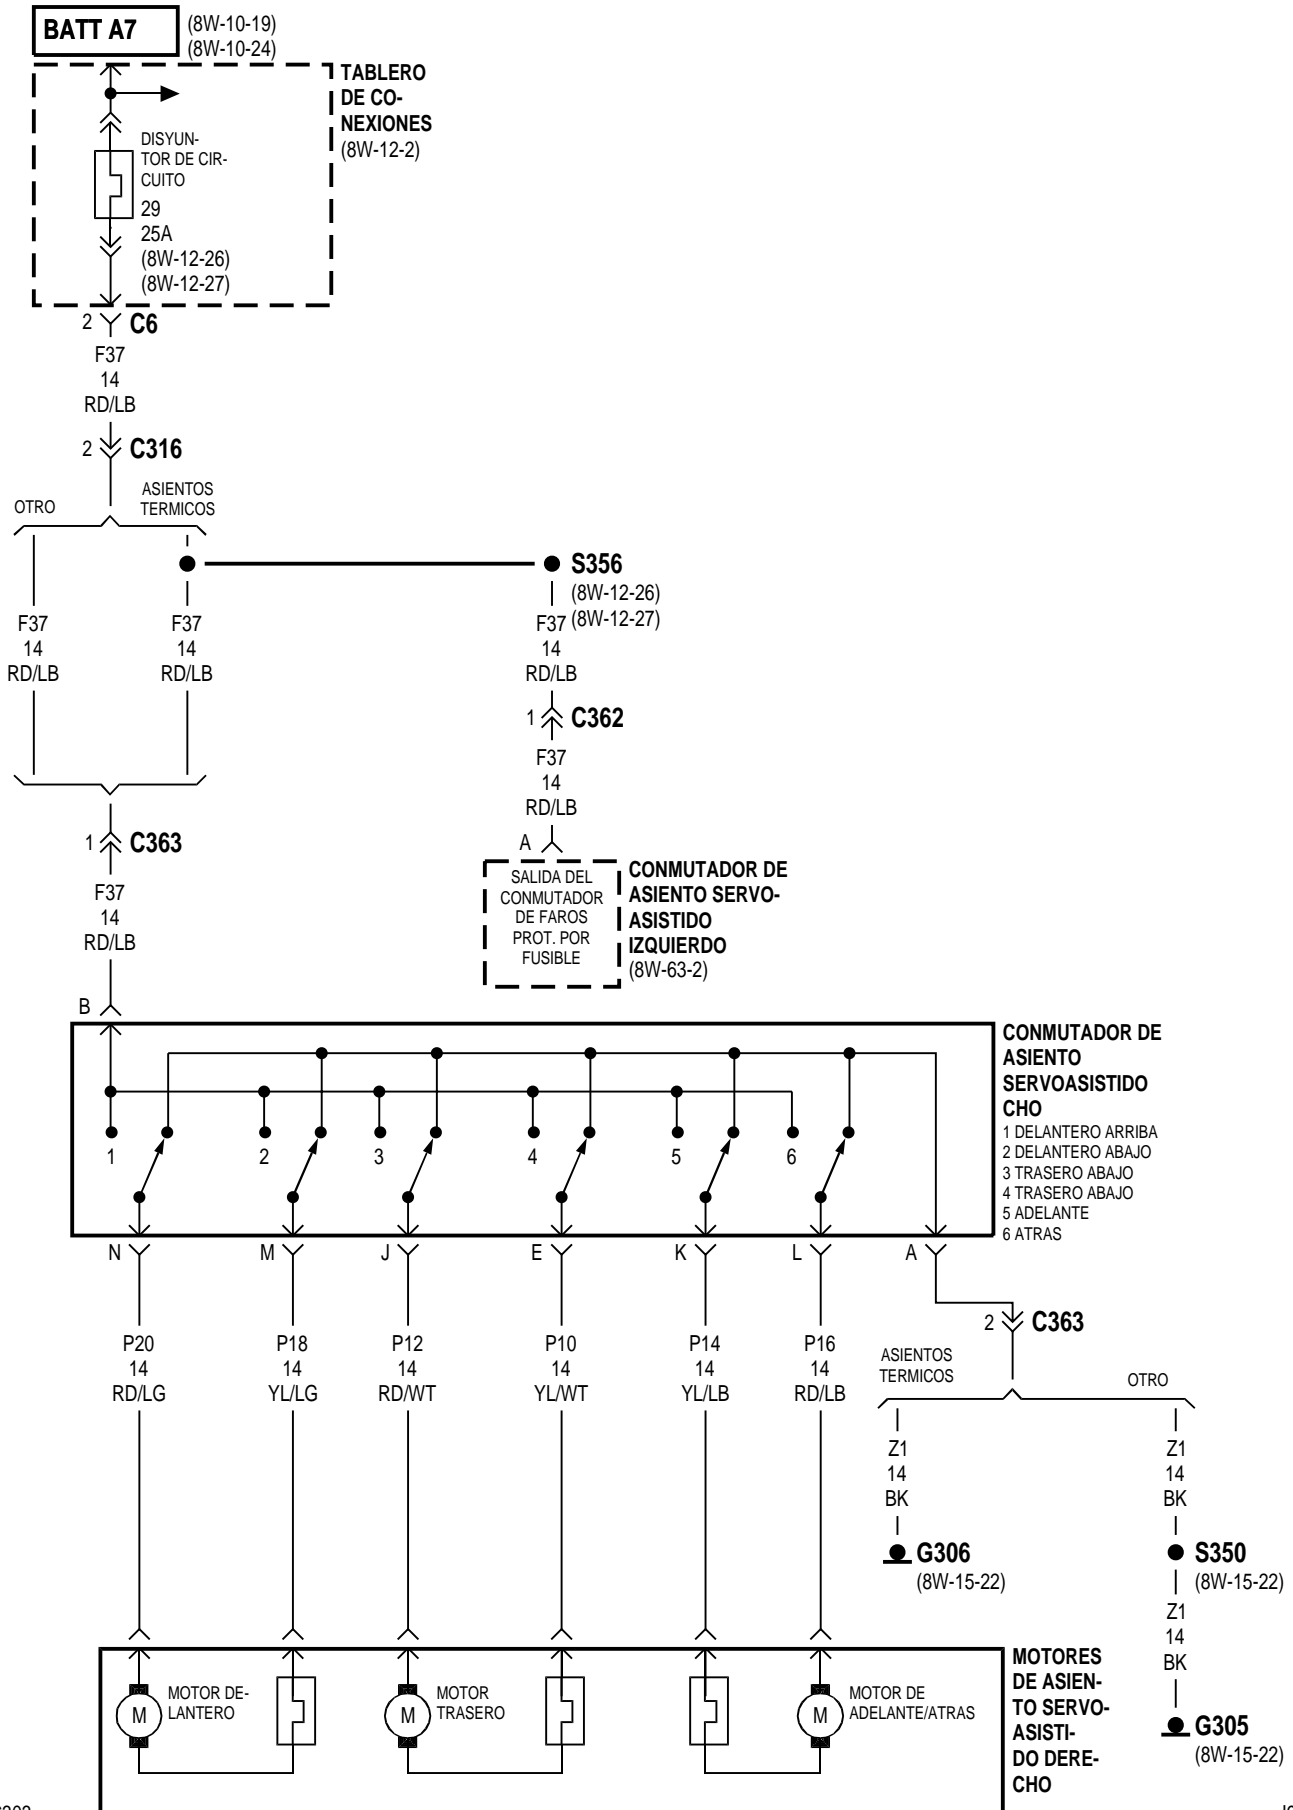 BATT A7
(8W-10-19)
(8W-10-24)
TABLERO
DE CO-
NEXIONES
(8W-12-2)
DISYUN-
TOR DE CIR-
CUITO
29
25A
(8W-12-26)
(8W-12-27)
2 C6
F37
14
RD/LB
2 C316
OTRO
ASIENTOS
TERMICOS
S356
(8W-12-26)
(8W-12-27)
F37
14
RD/LB
F37
14
RD/LB
F37
14
RD/LB
1 C362
F37
14
RD/LB
A
1 C363
F37
14
RD/LB
B
SALIDA DEL
CONMUTADOR
DE FAROS
PROT. POR
FUSIBLE
CONMUTADOR DE
ASIENTO SERVO-
ASISTIDO
IZQUIERDO
(8W-63-2)
CONMUTADOR DE
ASIENTO
SERVOASISTIDO
CHO
1 DELANTERO ARRIBA
2 DELANTERO ABAJO
3 TRASERO ABAJO
4 TRASERO ABAJO
5 ADELANTE
6 ATRAS
1 2 3 4 5 6
N M J E K L A
2 C363
P20
14
RD/LG
P18
14
YL/LG
P12
14
RD/WT
P10
14
YL/WT
P14
14
YL/LB
P16
14
RD/LB
ASIENTOS
TERMICOS
OTRO
Z1
14
BK
G306
(8W-15-22)
Z1
14
BK
S350
(8W-15-22)
Z1
14
BK
G305
(8W-15-22)
MOTORES
DE ASIEN-
TO SERVO-
ASISTI-
DO DERE-
CHO
M
MOTOR DE-
LANTERO
M
MOTOR
TRASERO
M
MOTOR DE
ADELANTE/ATRAS